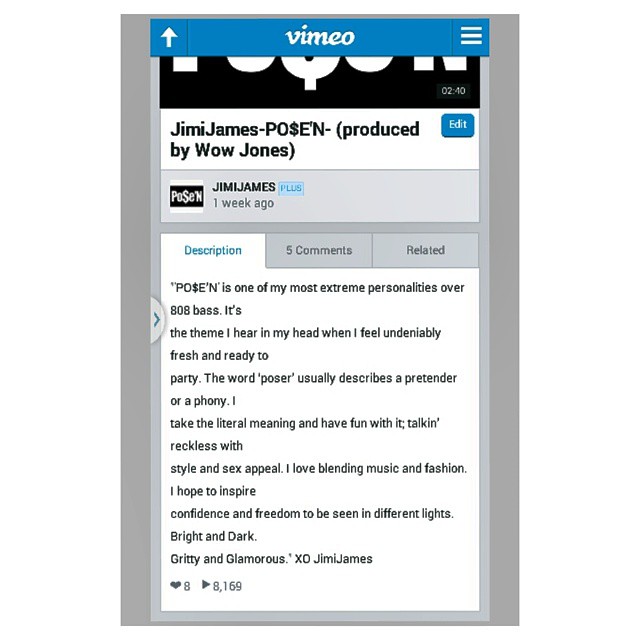 vimeo
PO$E'N
02:40
JimiJames-PO$E'N- (produced
by Wow Jones)
Edit
PO$e'N
JIMIJAMES PLUS
1 week ago
Description
5 Comments
Related
"'PO$E'N' is one of my most extreme personalities over
808 bass. It's
the theme I hear in my head when I feel undeniably
fresh and ready to
party. The word 'poser' usually describes a pretender
or a phony. I
take the literal meaning and have fun with it; talkin'
reckless with
style and sex appeal. I love blending music and fashion.
I hope to inspire
confidence and freedom to be seen in different lights.
Bright and Dark.
Gritty and Glamorous." XO JimiJames
8
8,169